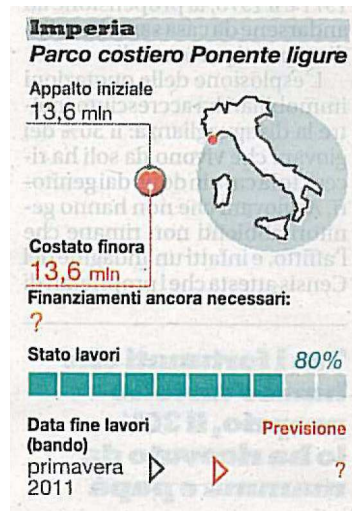 Imperia
Parco costiero Ponente ligure
Appalto iniziale
13,6 mln
Costato finora
13,6 mln
Finanziamenti ancora necessari:
?
Stato lavori 80%
Data fine lavori Previsione
(bando)
primavera ?
2011